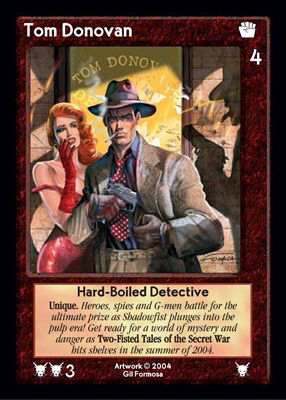 Tom Donovan
4
TOM DONOV
DE
Hard-Boiled Detective
Unique. Heroes, spies and G-men battle for the
ultimate prize as Shadowfist plunges into the
pulp era! Get ready for a world of mystery and
danger as Two-Fisted Tales of the Secret War
hits shelves in the summer of 2004.
3
Artwork © 2004
Gil Formosa